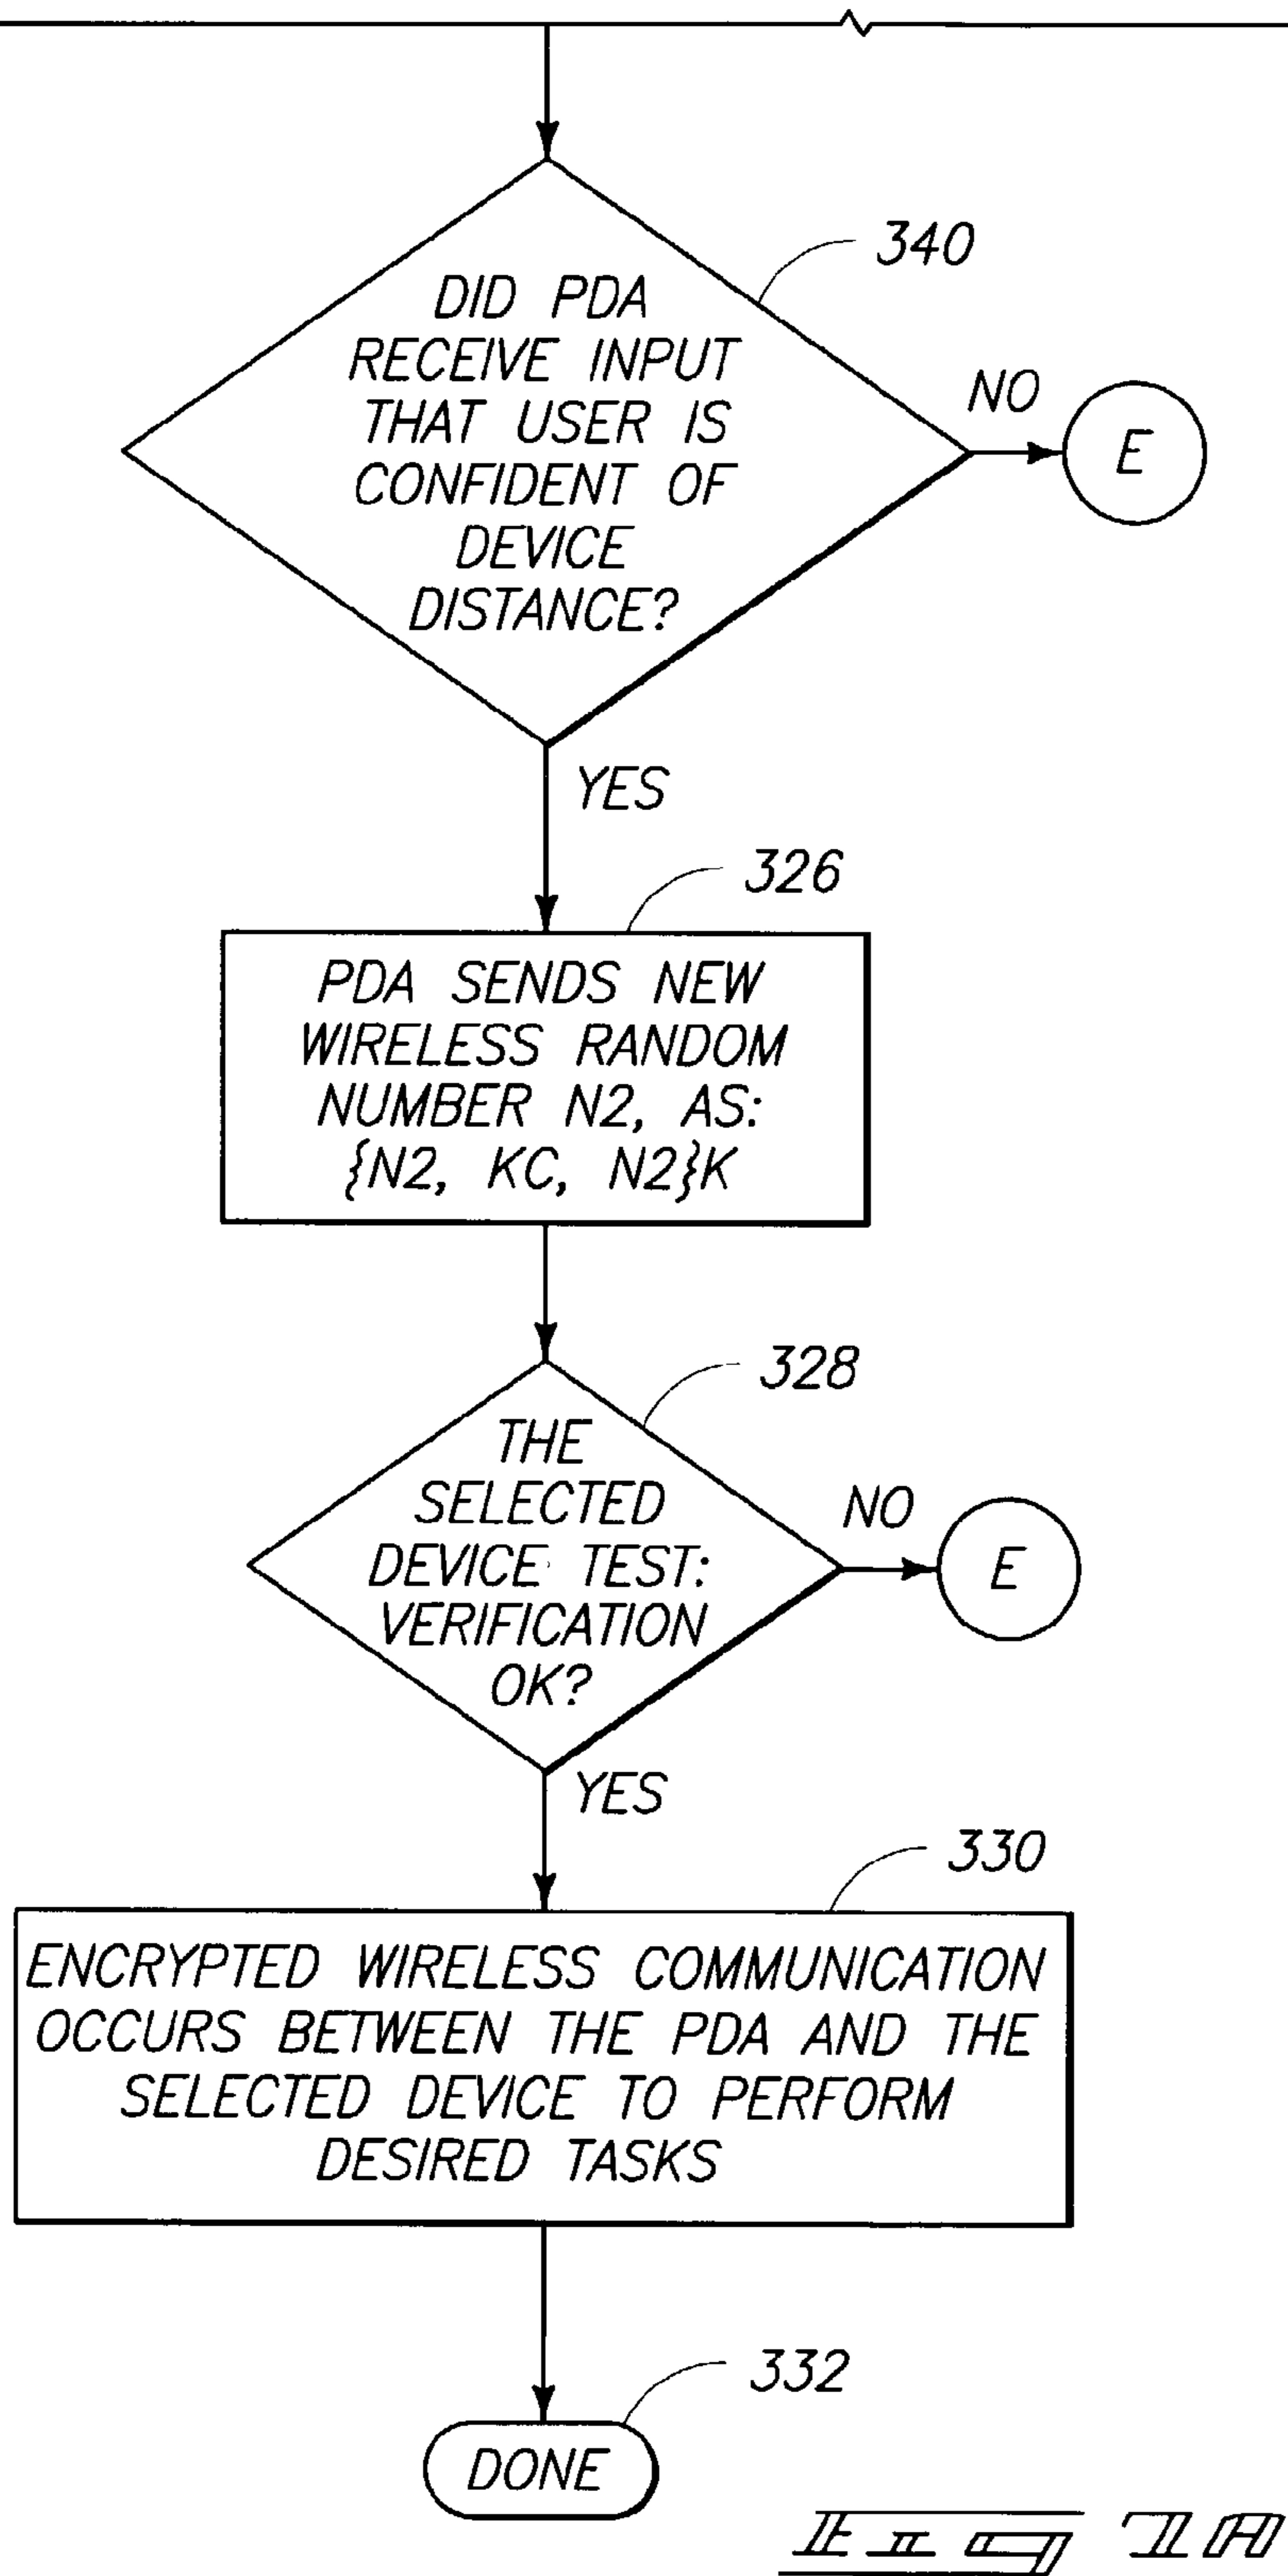 340
DID PDA
RECEIVE INPUT
THAT USER IS
CONFIDENT OF
DEVICE
DISTANCE?
NO
E
YES
326
PDA SENDS NEW
WIRELESS RANDOM
NUMBER N2, AS:
{N2, KC, N2}K
328
THE
SELECTED
DEVICE TEST:
VERIFICATION
OK?
NO
E
YES
330
ENCRYPTED WIRELESS COMMUNICATION
OCCURS BETWEEN THE PDA AND THE
SELECTED DEVICE TO PERFORM
DESIRED TASKS
332
DONE
Fig 7A